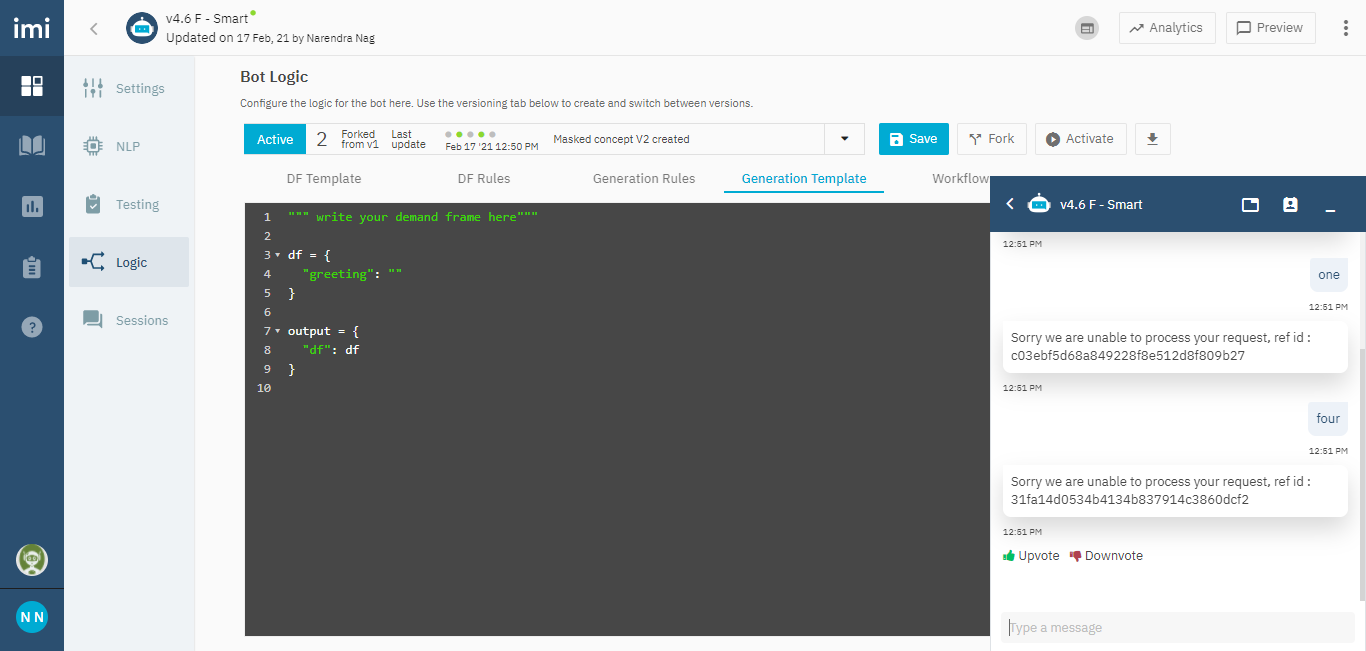 imi
v4.6 F - Smart
Updated on 17 Feb, 21 by Narendra Nag
Analytics
Preview
Settings
NLP
Testing
Logic
Sessions
N N
Bot Logic
Configure the logic for the bot here. Use the versioning tab below to create and switch between versions.
Active
2
Forked
from v1
Last
update
Feb 17 '21 12:50 PM
Masked concept V2 created
Save
Fork
Activate
DF Template
DF Rules
Generation Rules
Generation Template
Workflow
1 """ write your demand frame here"""
2
3 df = {
4 "greeting": ""
5 }
6
7 output = {
8 "df": df
9 }
10
v4.6 F - Smart
12:51 PM
one
12:51 PM
Sorry we are unable to process your request, ref id :
c03ebf5d68a849228f8e512d8f809b27
12:51 PM
four
12:51 PM
Sorry we are unable to process your request, ref id :
31fa14d0534b4134b837914c3860dcf2
12:51 PM
Upvote
Downvote
Type a message